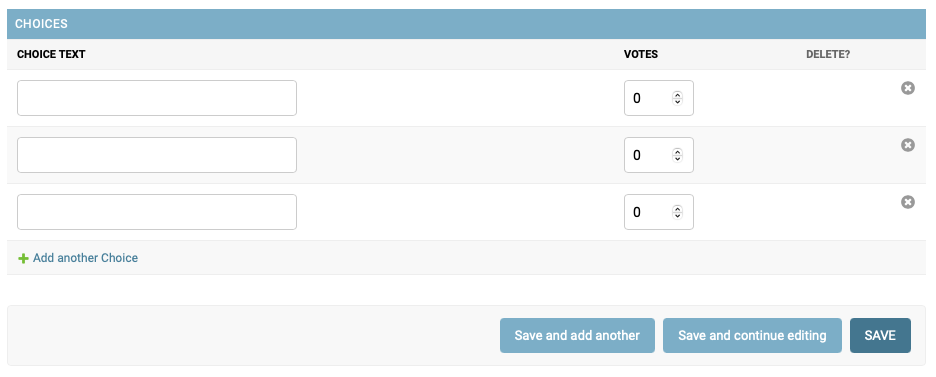 CHOICES
CHOICE TEXT VOTES DELETE?
0
0
0
Add another Choice
Save and add another Save and continue editing SAVE